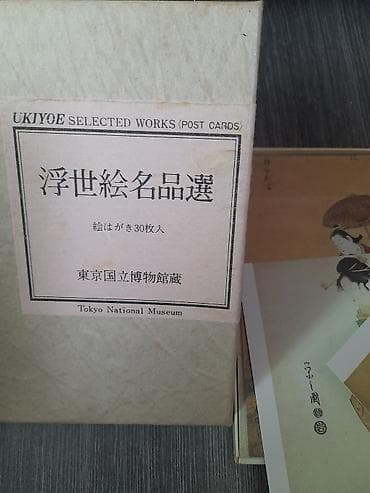 UKIYOE SELECTED WORKS〈POST CARDS〉
浮世絵名品選
絵はがき30枚入
東京国立博物館蔵
Tokyo National Museum